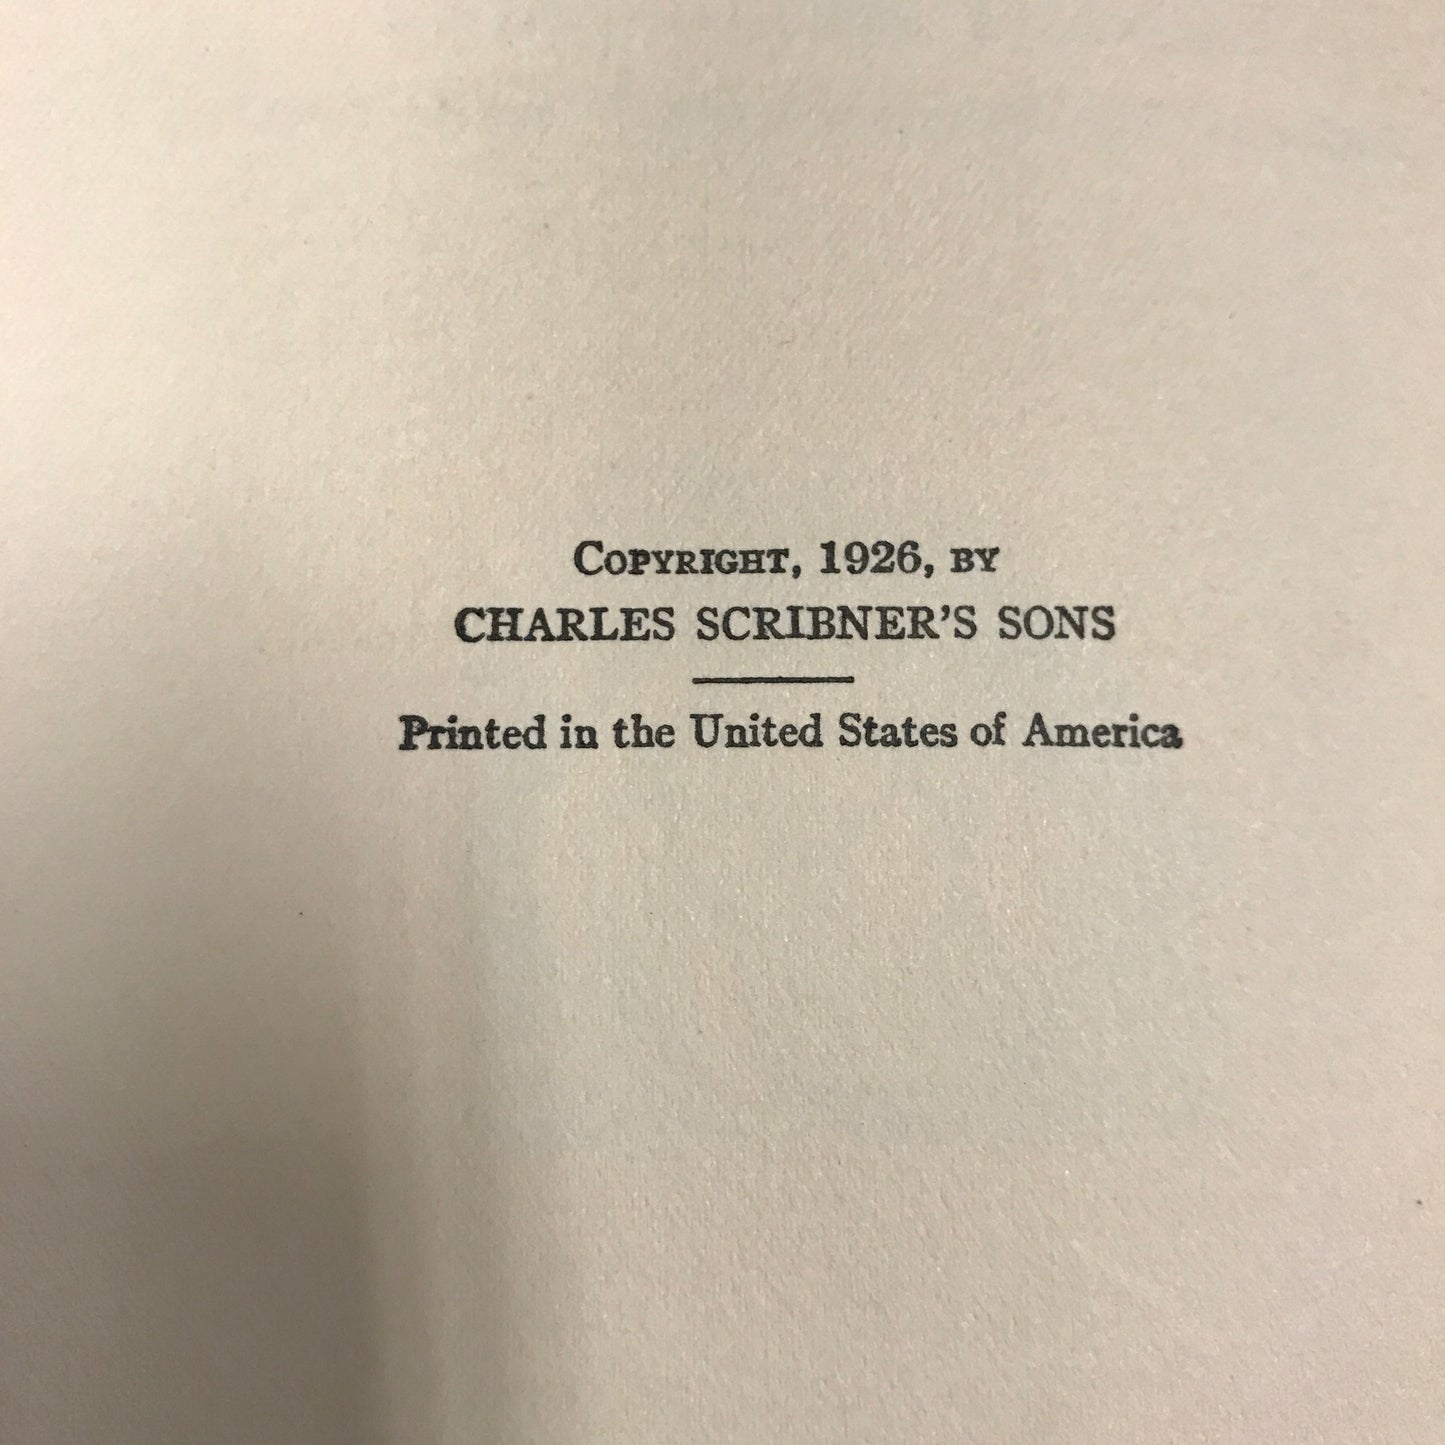 Copyright, 1926, by
CHARLES SCRIBNER'S SONS
Printed in the United States of America